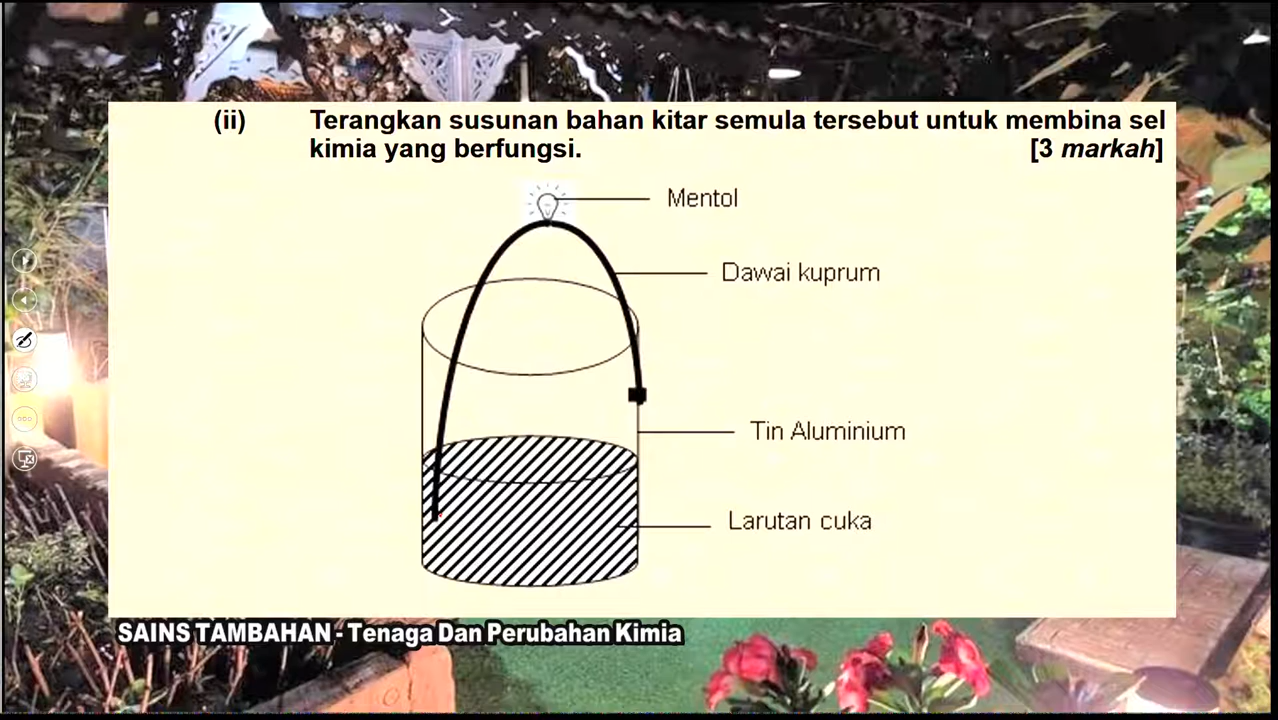 (ii) Terangkan susunan bahan kitar semula tersebut untuk membina sel
kimia yang berfungsi. [3 markah]
Mentol
Dawai kuprum
Tin Aluminium
Larutan cuka
SAINS TAMBAHAN - Tenaga Dan Perubahan Kimia